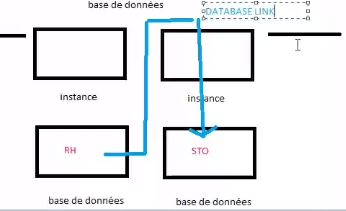 base de données
DATABASE LINK
instance
instance
RH
STO
base de données
base de données